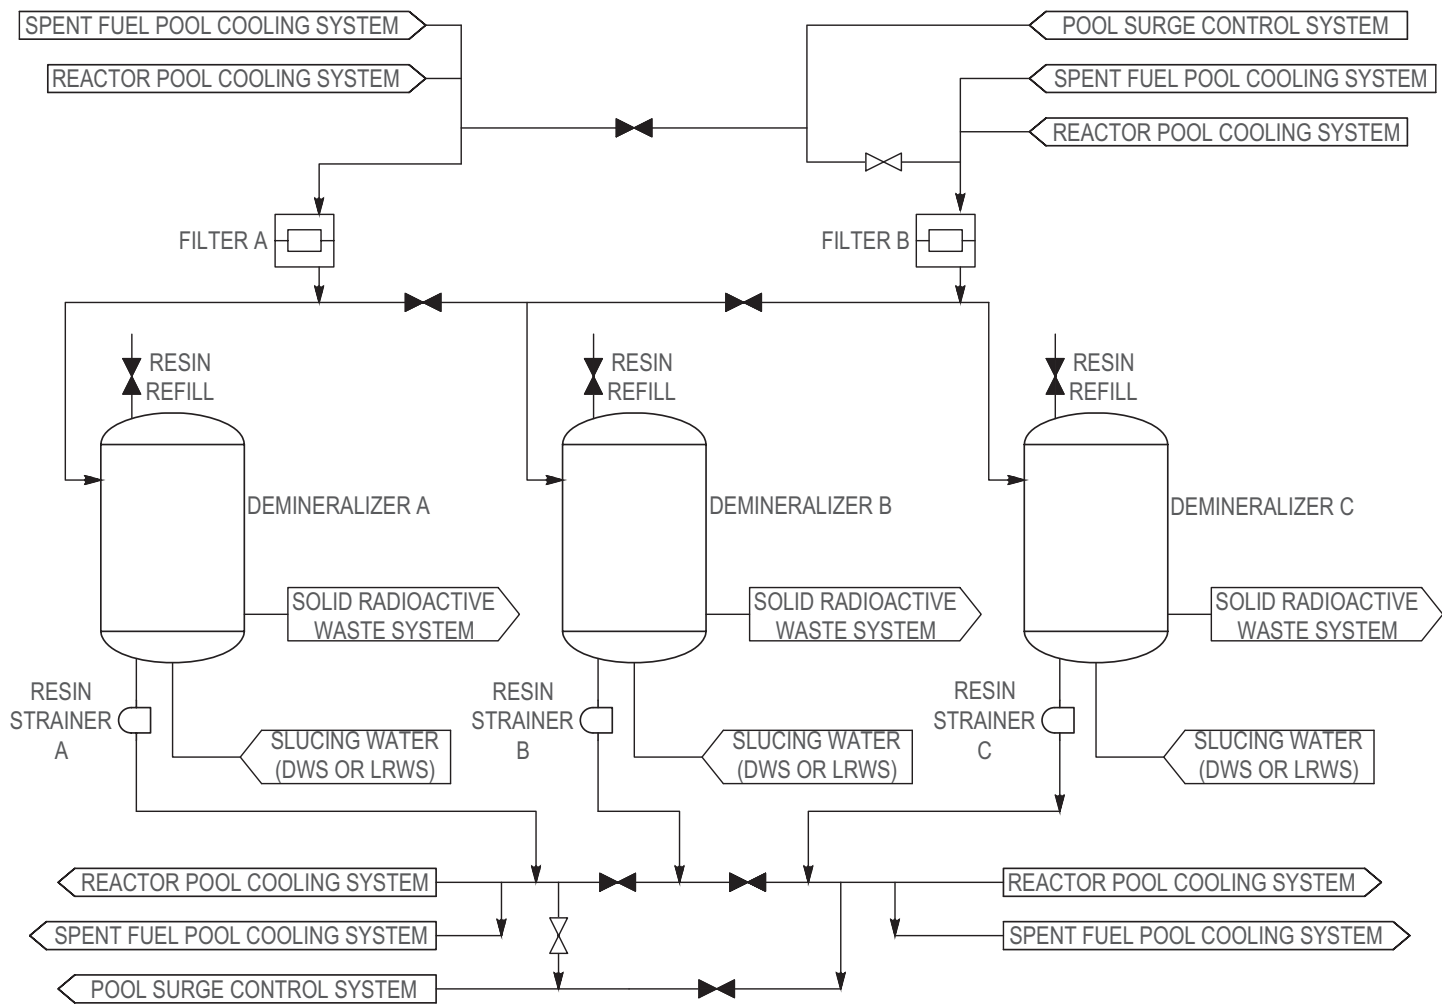 SPENT FUEL POOL COOLING SYSTEM
POOL SURGE CONTROL SYSTEM
REACTOR POOL COOLING SYSTEM
SPENT FUEL POOL COOLING SYSTEM
REACTOR POOL COOLING SYSTEM
FILTER A
FILTER B
RESIN
REFILL
RESIN
REFILL
RESIN
REFILL
DEMINERALIZER A
DEMINERALIZER B
DEMINERALIZER C
SOLID RADIOACTIVE
WASTE SYSTEM
SOLID RADIOACTIVE
WASTE SYSTEM
SOLID RADIOACTIVE
WASTE SYSTEM
RESIN
STRAINER
A
RESIN
STRAINER
B
RESIN
STRAINER
C
SLUCING WATER
(DWS OR LRWS)
SLUCING WATER
(DWS OR LRWS)
SLUCING WATER
(DWS OR LRWS)
REACTOR POOL COOLING SYSTEM
REACTOR POOL COOLING SYSTEM
SPENT FUEL POOL COOLING SYSTEM
SPENT FUEL POOL COOLING SYSTEM
POOL SURGE CONTROL SYSTEM